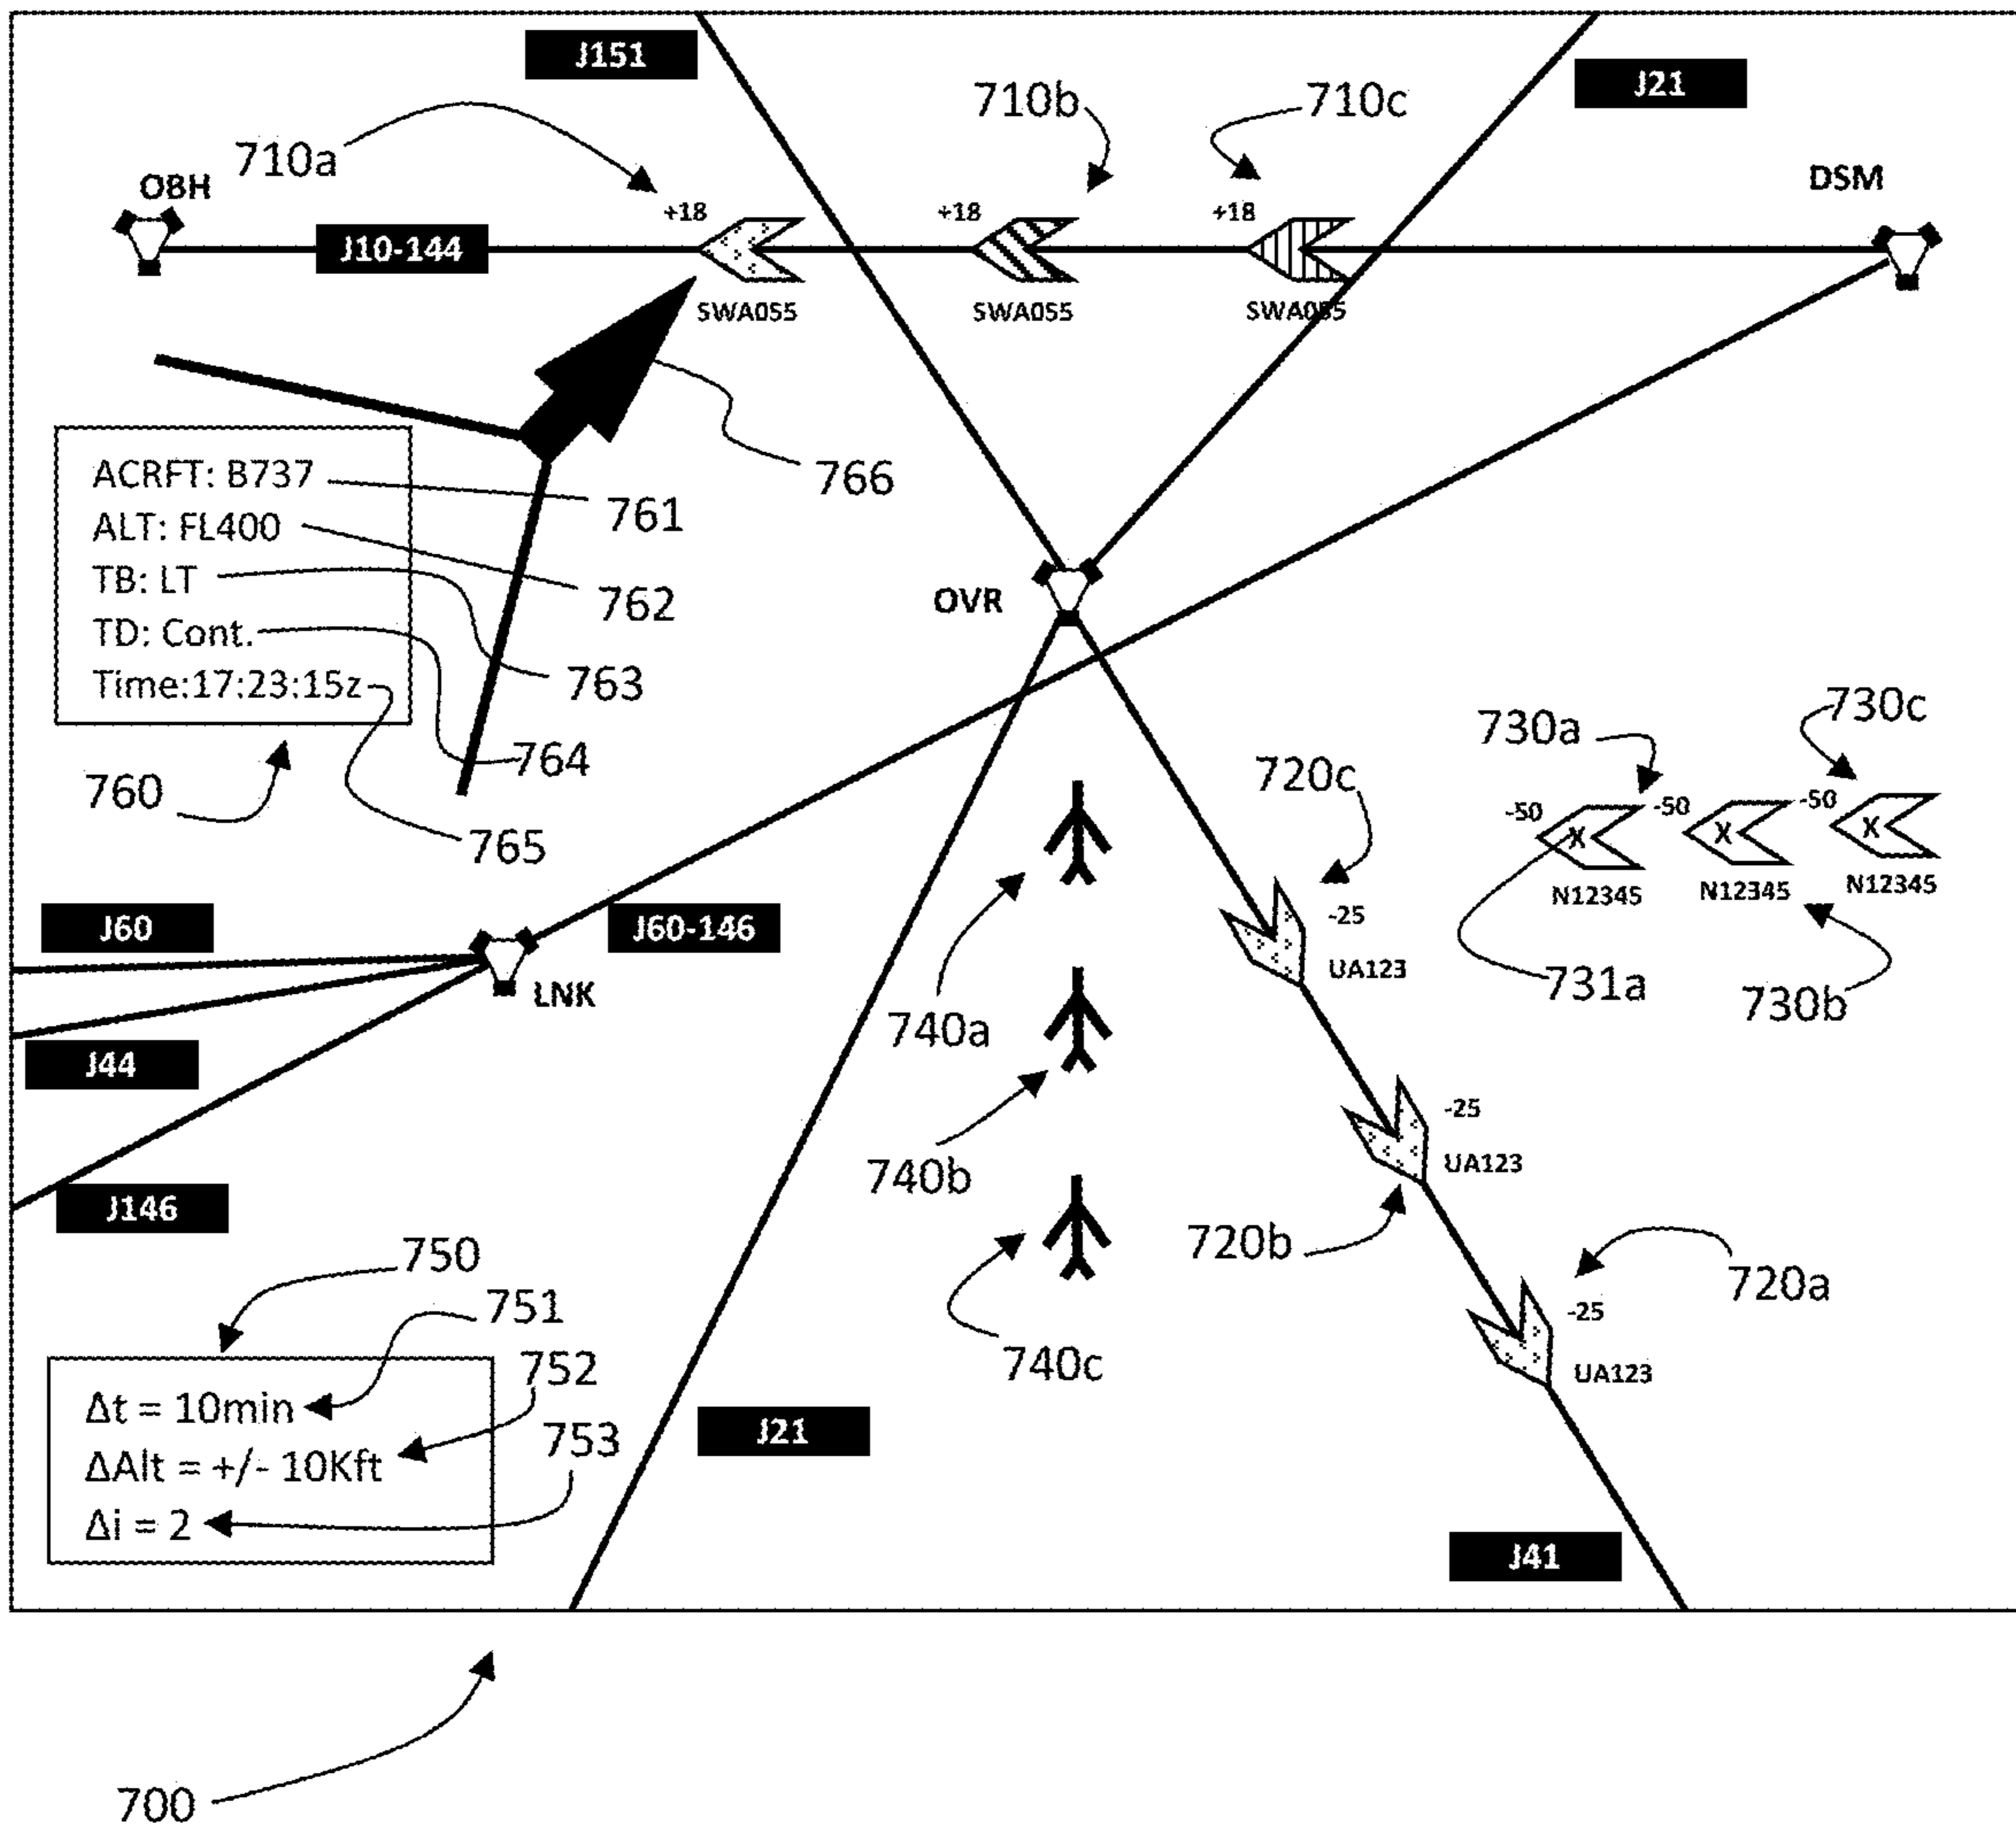 J151
J21
710b
710c
710a
OBH
DSM
+18
+18
+18
J10-144
SWA055
SWA055
SWA055
ACRFT: B737
ALT: FL400
TB: LT
TD: Cont.
Time:17:23:15z
766
761
762
763
764
765
760
OVR
730c
730a
720c
-50
-50
-50
X
X
X
N12345
N12345
N12345
731a
730b
J60
J60-146
LNK
J44
J146
-25
UA123
740a
740b
740c
-25
UA123
720b
720a
-25
UA123
750
751
752
753
Δt = 10min
ΔAlt = +/- 10Kft
Δi = 2
J21
J41
700